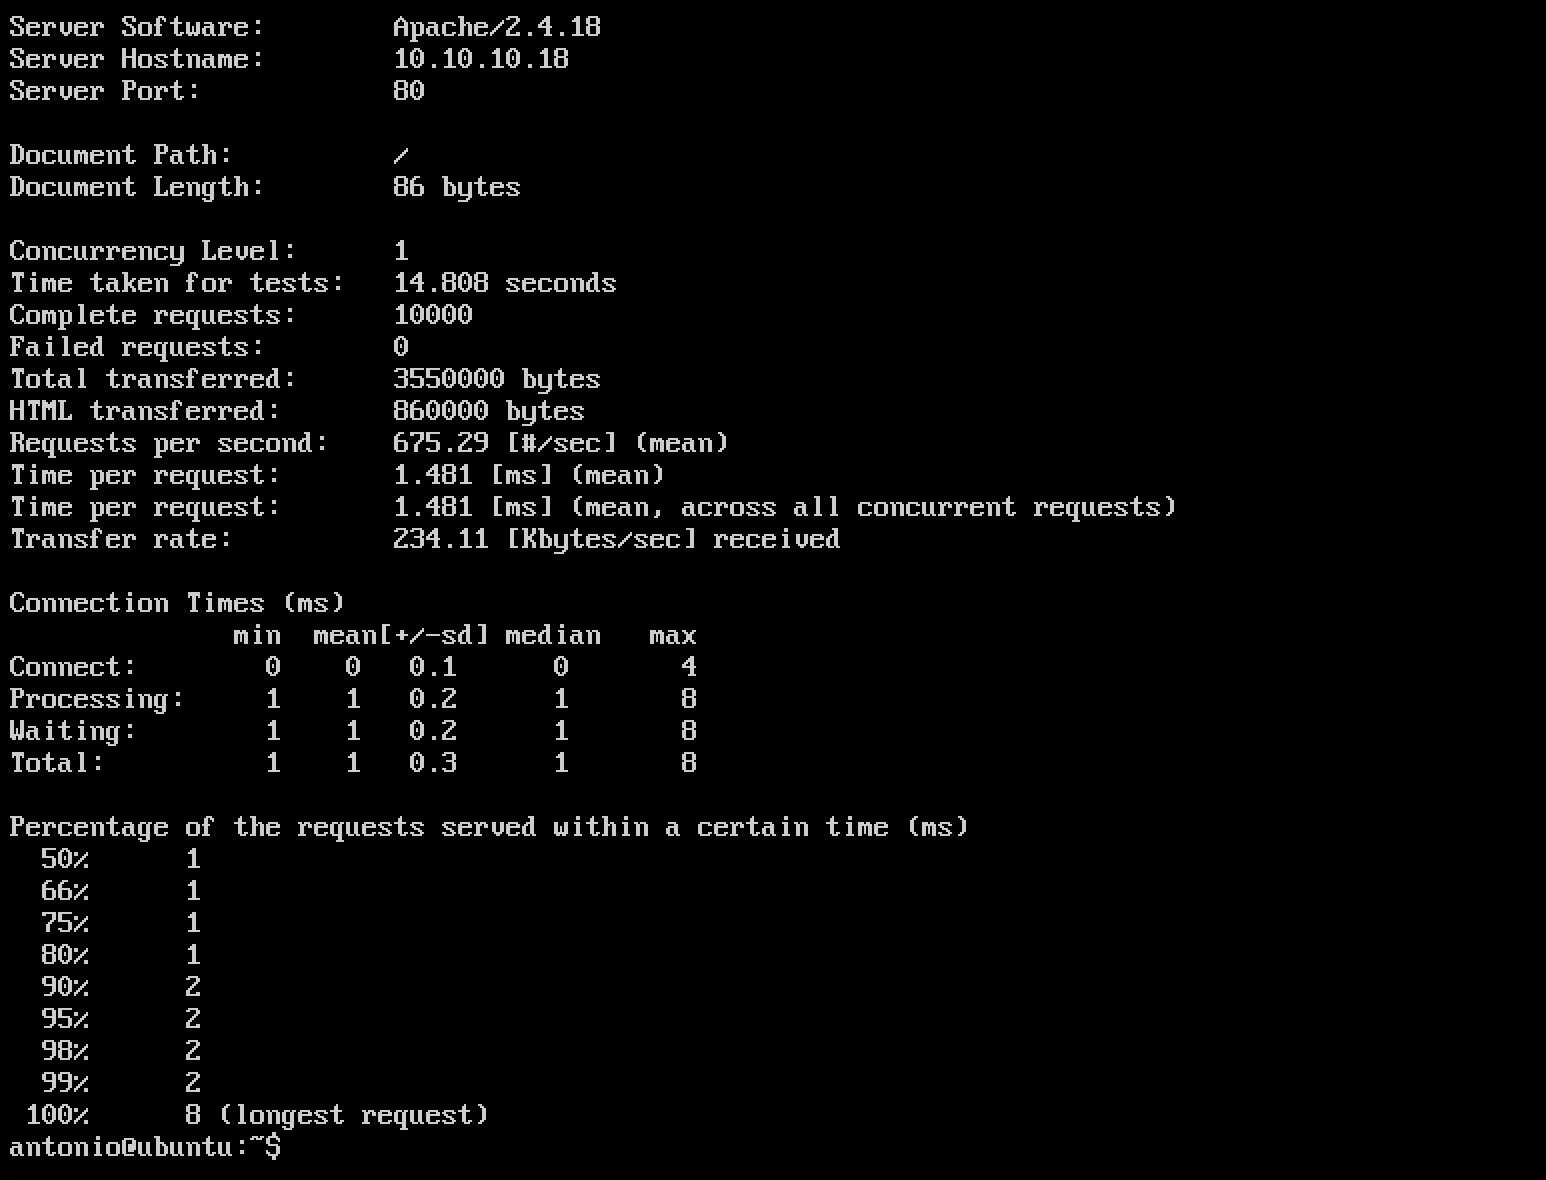 Server Software:        Apache/2.4.18
Server Hostname:        10.10.10.18
Server Port:            80

Document Path:          /
Document Length:        86 bytes

Concurrency Level:      1
Time taken for tests:   14.808 seconds
Complete requests:      10000
Failed requests:        0
Total transferred:      3550000 bytes
HTML transferred:       860000 bytes
Requests per second:    675.29 [#/sec] (mean)
Time per request:       1.481 [ms] (mean)
Time per request:       1.481 [ms] (mean, across all concurrent requests)
Transfer rate:          234.11 [Kbytes/sec] received

Connection Times (ms)
              min  mean[+/-sd] median   max
Connect:        0    0   0.1      0       4
Processing:     1    1   0.2      1       8
Waiting:        1    1   0.2      1       8
Total:          1    1   0.3      1       8

Percentage of the requests served within a certain time (ms)
  50%      1
  66%      1
  75%      1
  80%      1
  90%      2
  95%      2
  98%      2
  99%      2
 100%      8 (longest request)
antonio@ubuntu:~$